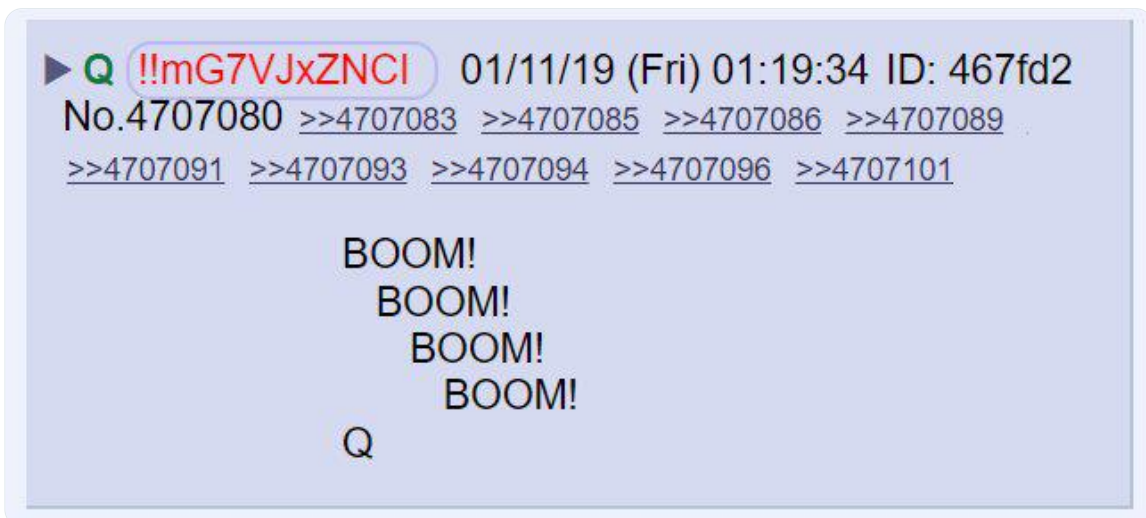 ▶ Q !!mG7VJxZNCI 01/11/19 (Fri) 01:19:34 ID: 467fd2
No.4707080 >>4707083 >>4707085 >>4707086 >>4707089
>>4707091 >>4707093 >>4707094 >>4707096 >>4707101
BOOM!
BOOM!
BOOM!
BOOM!
Q